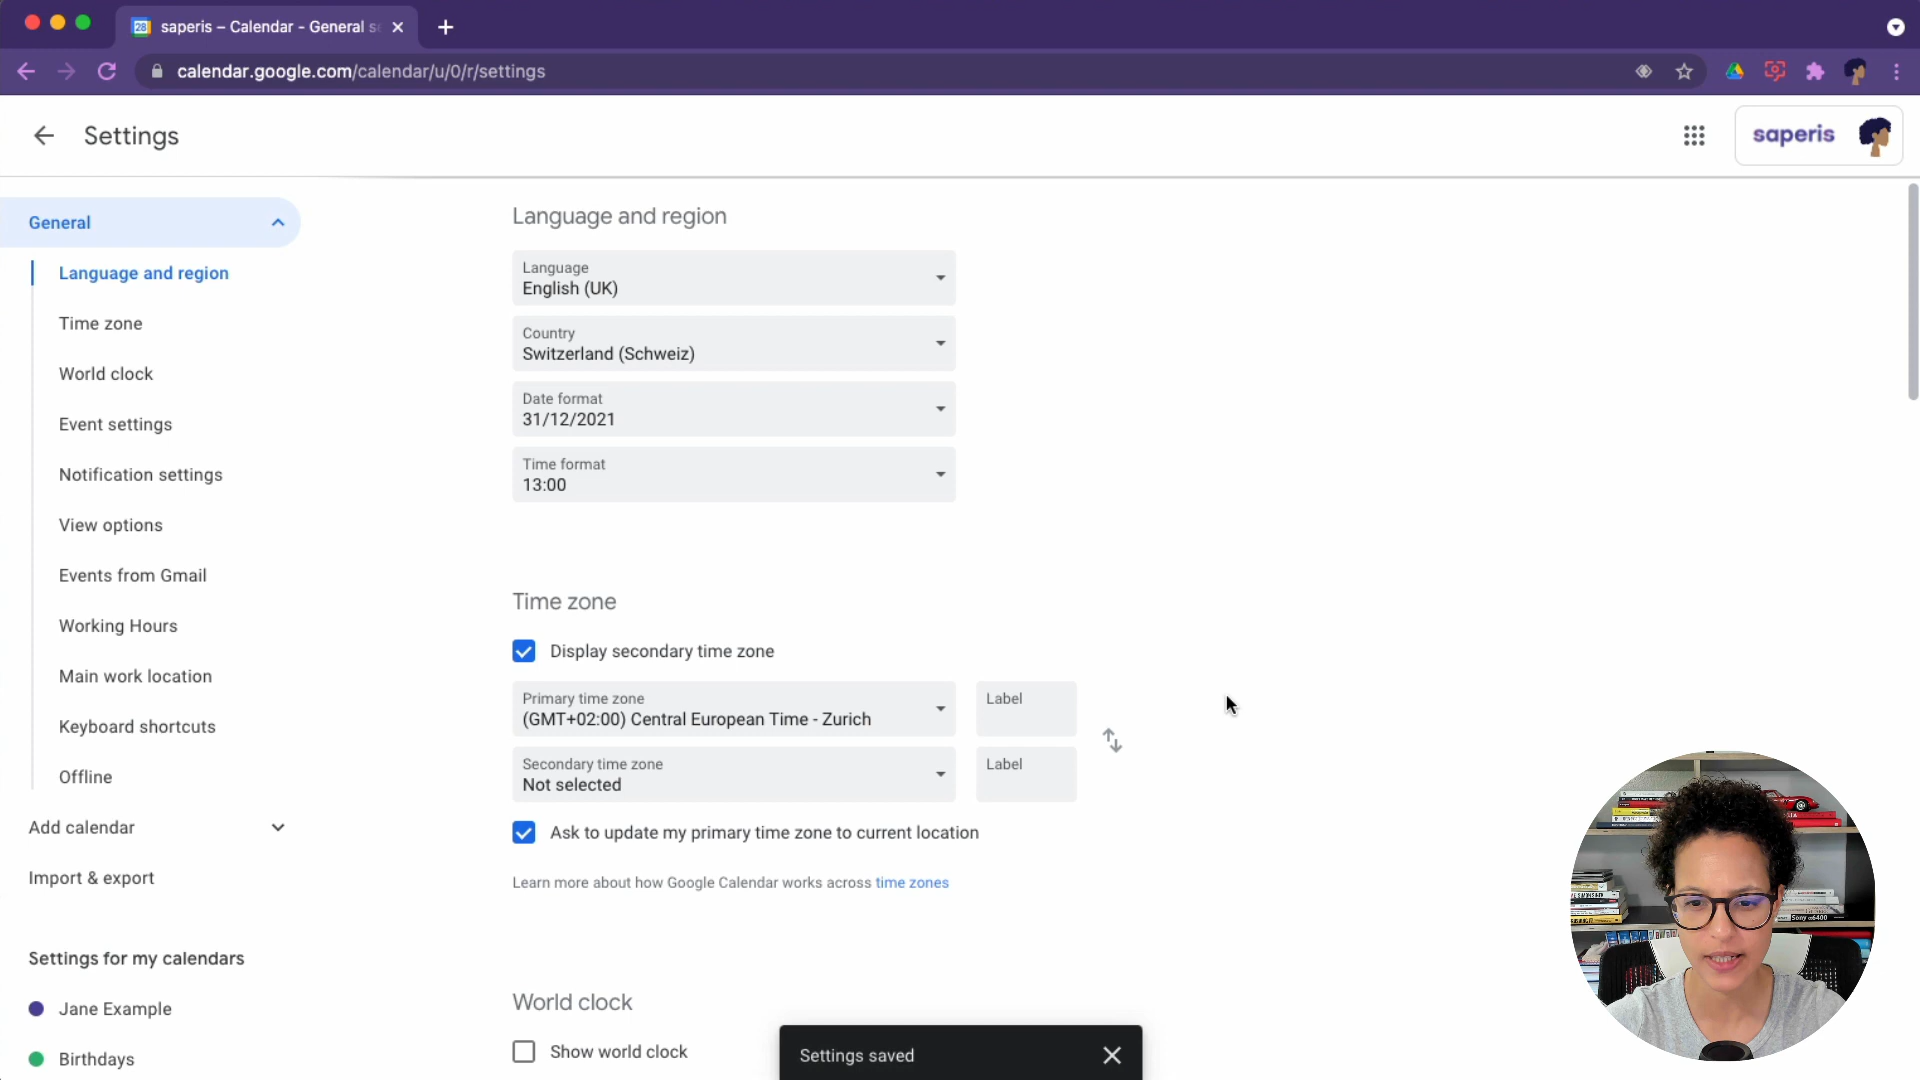 saperis – Calendar - General s
calendar.google.com/calendar/u/0/r/settings
Settings
saperis
General
Language and region
Time zone
World clock
Event settings
Notification settings
View options
Events from Gmail
Working Hours
Main work location
Keyboard shortcuts
Offline
Add calendar
Import & export
Settings for my calendars
Jane Example
Birthdays
Language and region
Language
English (UK)
Country
Switzerland (Schweiz)
Date format
31/12/2021
Time format
13:00
Time zone
Display secondary time zone
Primary time zone
(GMT+02:00) Central European Time - Zurich
Label
Secondary time zone
Not selected
Label
Ask to update my primary time zone to current location
Learn more about how Google Calendar works across time zones
World clock
Show world clock
Settings saved
28
Sony α6400